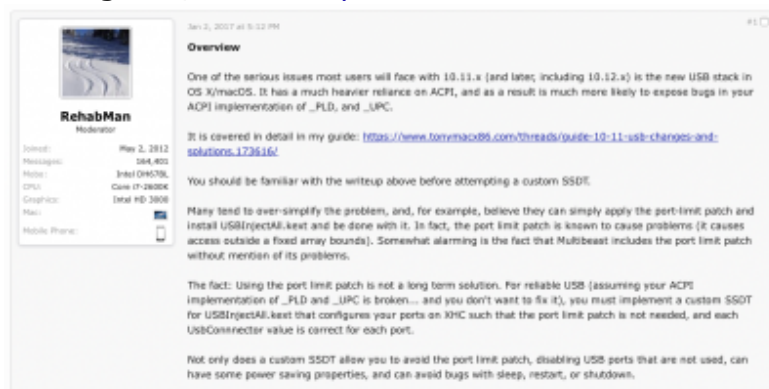 Jan 2, 2017 at 5:12 PM
#1
Overview
One of the serious issues most users will face with 10.11.x (and later, including 10.12.x) is the new USB stack in
OS X/macOS. It has a much heavier reliance on ACPI, and as a result is much more likely to expose bugs in your
ACPI implementation of _PLD, and _UPC.
RehabMan
Moderator
It is covered in detail in my guide: https://www.tonymacx86.com/threads/guide-10-11-usb-changes-and-
solutions.173616/
Joined: May 2, 2012
Messages: 164,401
Mobo: Intel DH67BL
CPU: Core i7-2600K
Graphics: Intel HD 3000
Mac:
Mobile Phone:
You should be familiar with the writeup above before attempting a custom SSDT.
Many tend to over-simplify the problem, and, for example, believe they can simply apply the port-limit patch and
install USBInjectAll.kext and be done with it. In fact, the port limit patch is known to cause problems (it causes
access outside a fixed array bounds). Somewhat alarming is the fact that Multibeast includes the port limit patch
without mention of its problems.
The fact: Using the port limit patch is not a long term solution. For reliable USB (assuming your ACPI
implementation of _PLD and _UPC is broken... and you don't want to fix it), you must implement a custom SSDT
for USBInjectAll.kext that configures your ports on XHC such that the port limit patch is not needed, and each
UsbConnnector value is correct for each port.
Not only does a custom SSDT allow you to avoid the port limit patch, disabling USB ports that are not used, can
have some power saving properties, and can avoid bugs with sleep, restart, or shutdown.